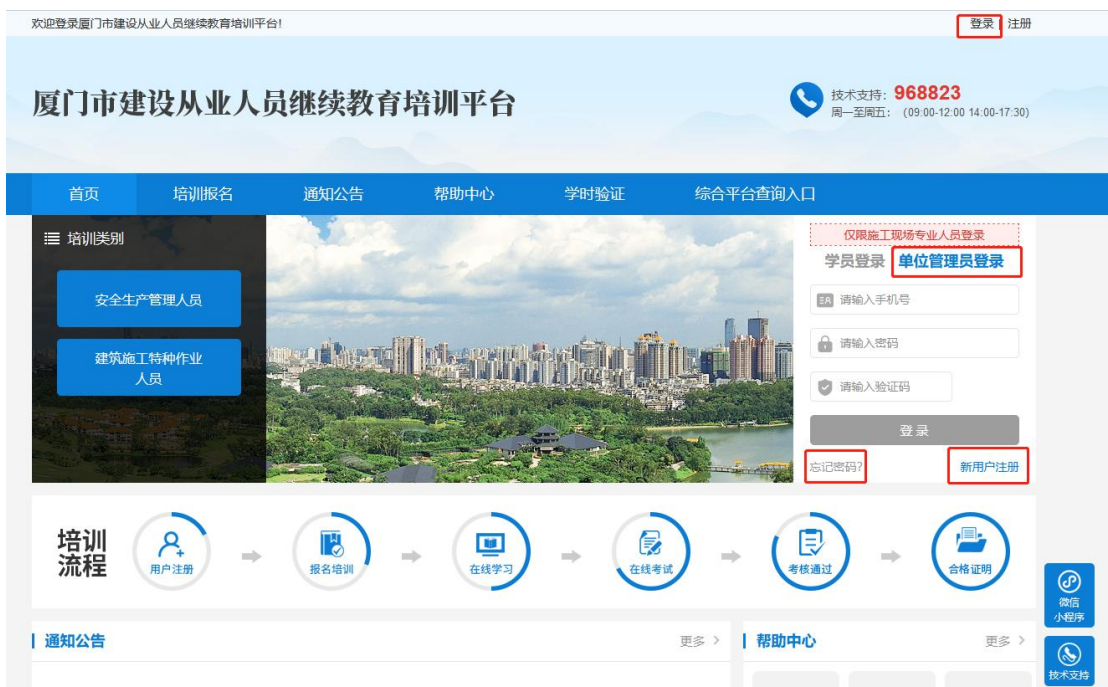 欢迎登录厦门市建设从业人员继续教育培训平台!
登录 | 注册
厦门市建设从业人员继续教育培训平台
技术支持: 968823
周一至周五: (09:00-12:00 14:00-17:30)
首页 培训报名 通知公告 帮助中心 学时验证 综合平台查询入口
培训类别
安全生产管理人员
建筑施工特种作业
人员
仅限施工现场专业人员登录
学员登录 单位管理员登录
请输入手机号
请输入密码
请输入验证码
登录
忘记密码?
新用户注册
培训
流程
用户注册
报名培训
在线学习
在线考试
考核通过
合格证明
微信
小程序
通知公告
更多 >
帮助中心
更多 >
技术支持